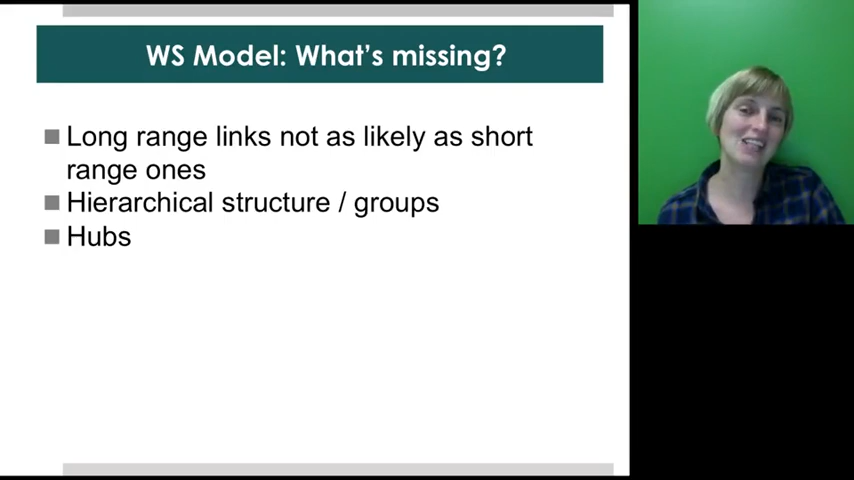 WS Model: What's missing?
Long range links not as likely as short
range ones
Hierarchical structure / groups
Hubs